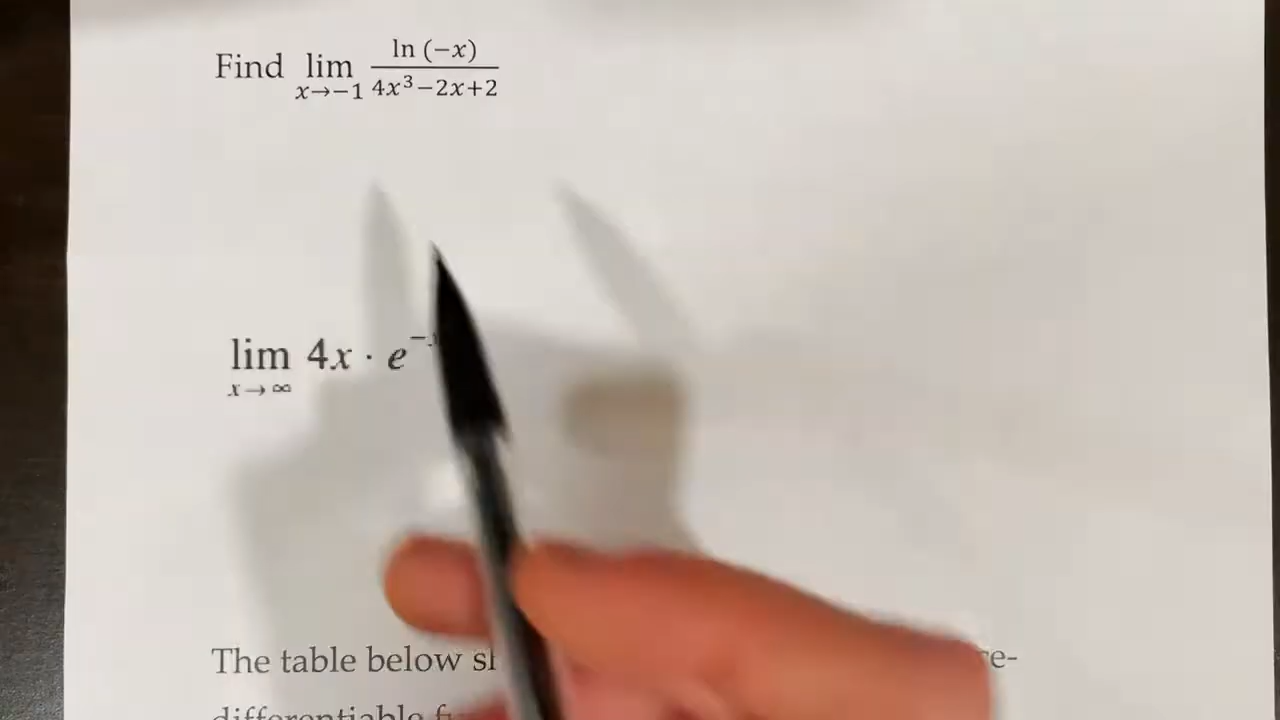 Find lim ln (−x)
x→−1 4x³−2x+2
lim 4x · e⁻
x→∞
The table below